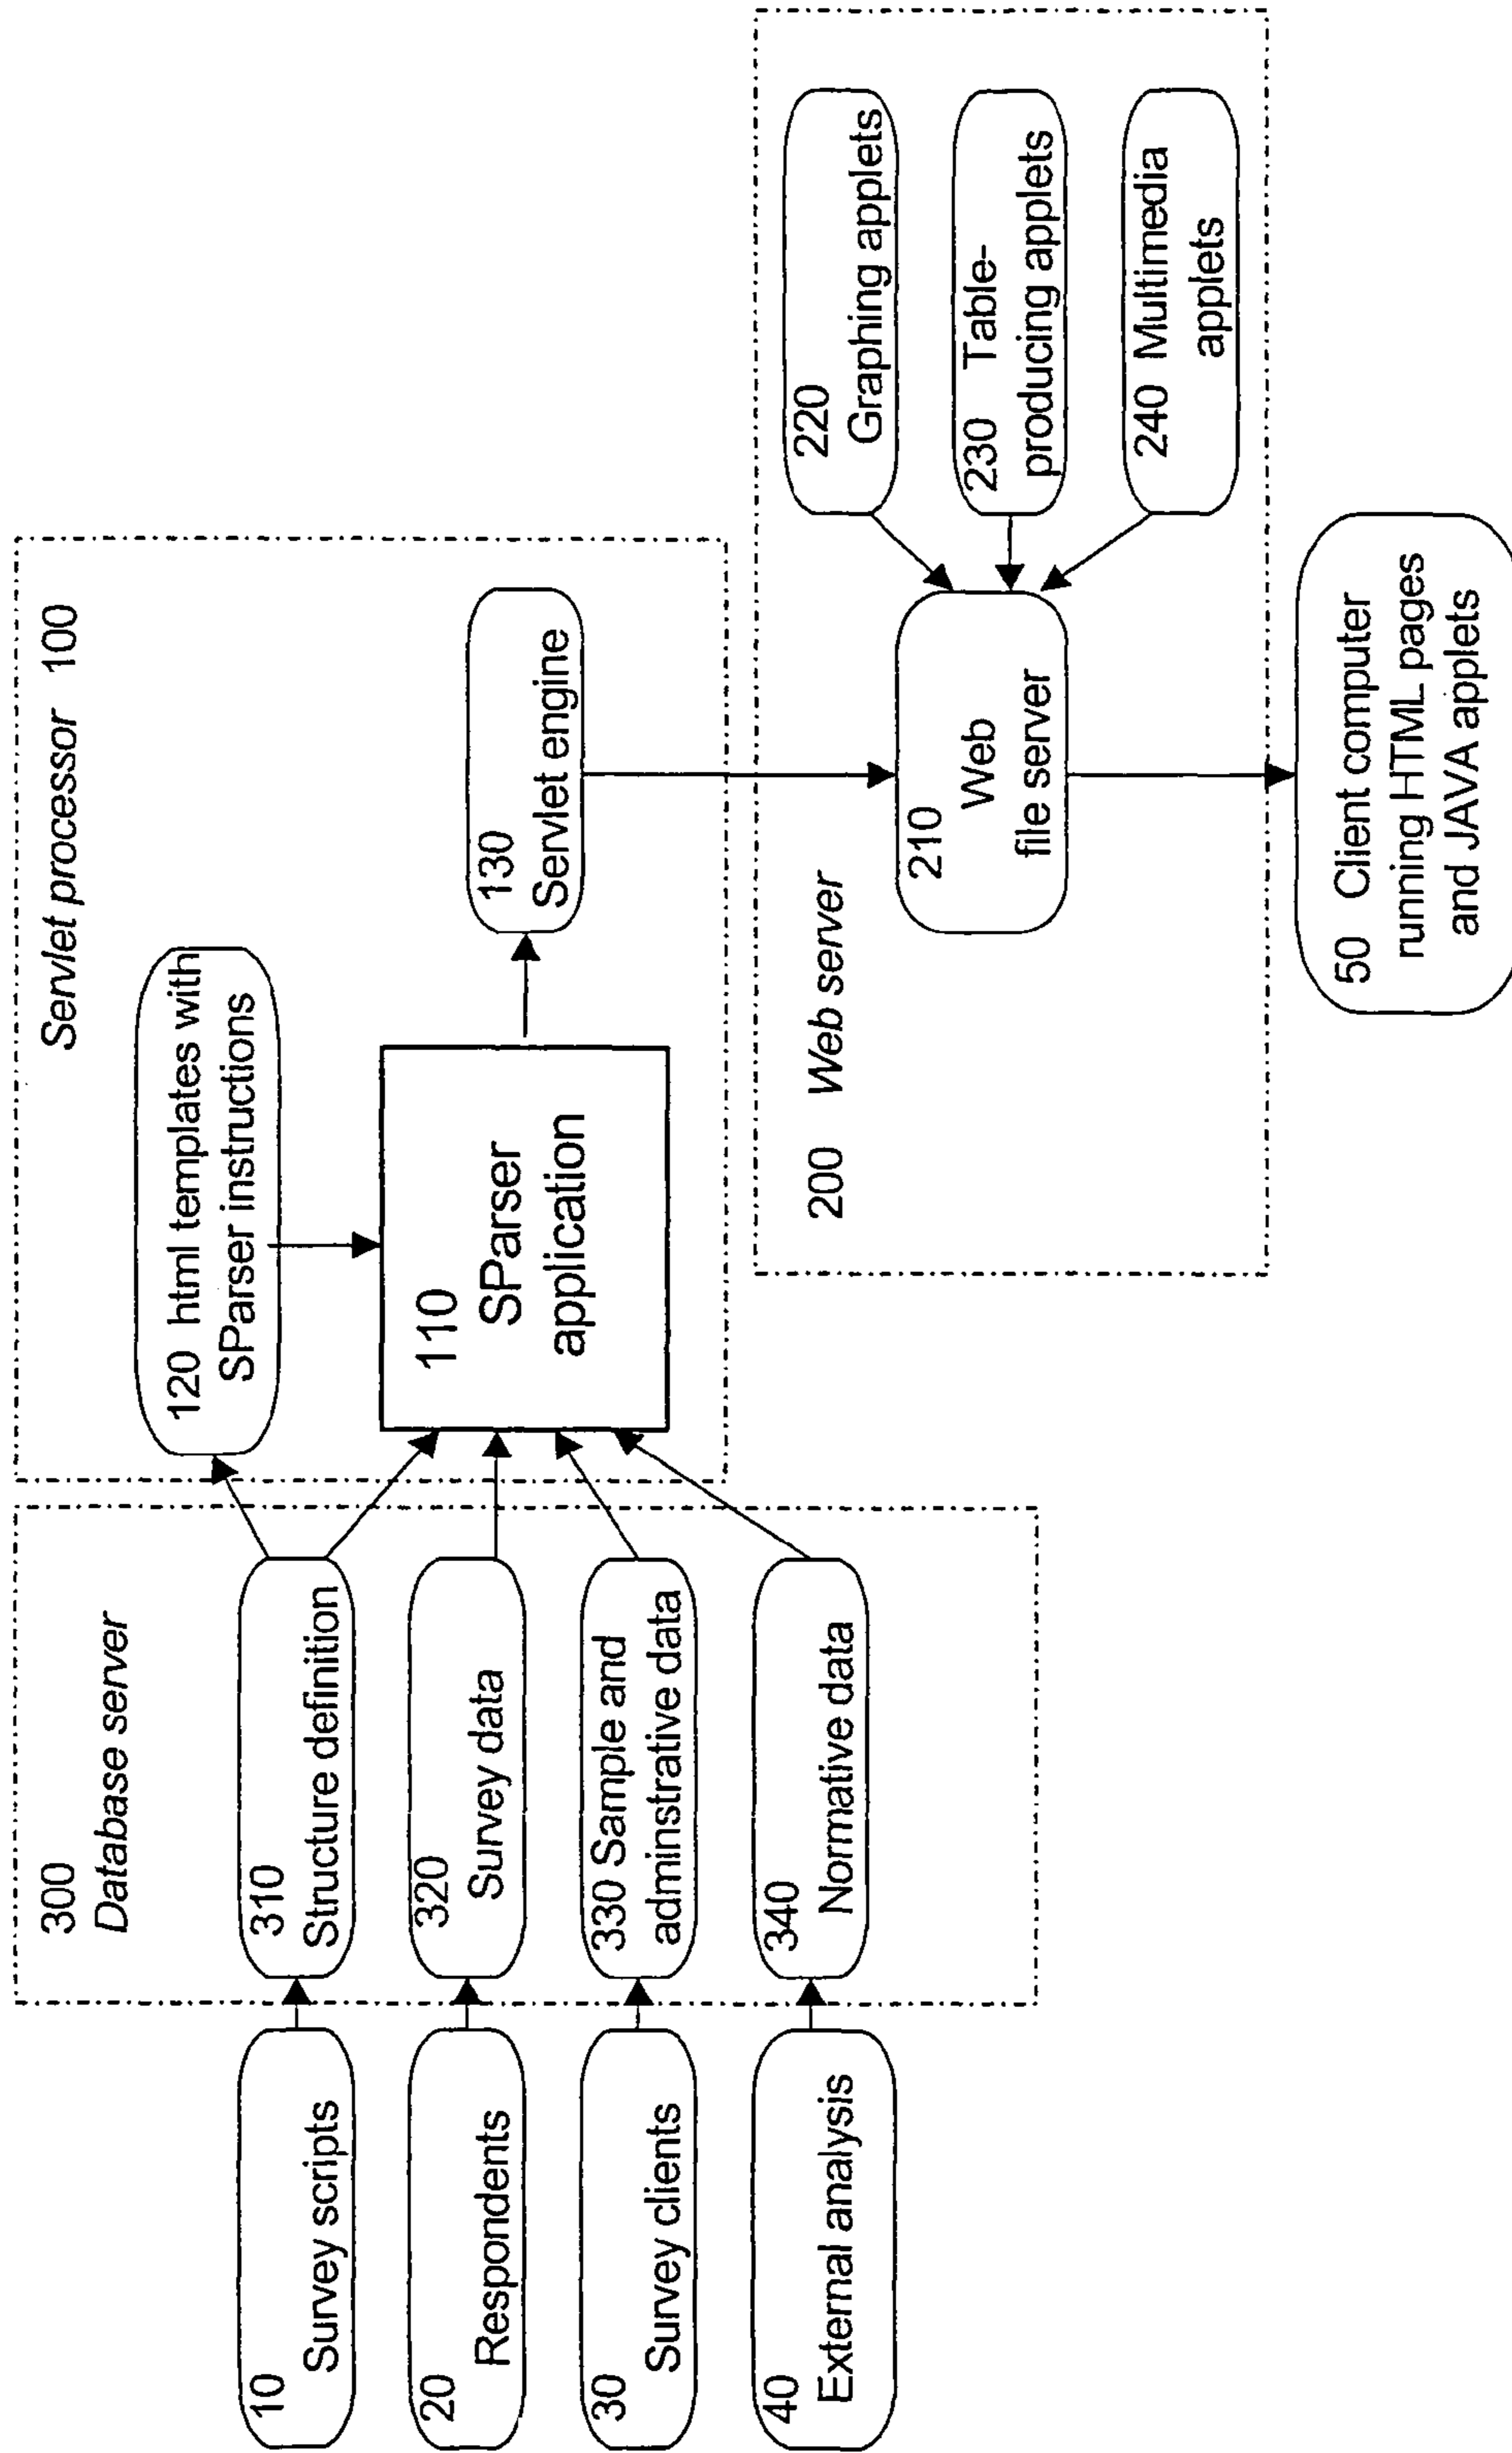 10
Survey scripts
20
Respondents
30
Survey clients
40
External analysis
300
Database server
310
Structure definition
320
Survey data
330 Sample and
adminstrative data
340
Normative data
Servlet processor 100
120 html templates with
SParser instructions
110
SParser
application
130
Servlet engine
200 Web server
210
Web
file server
220
Graphing applets
230 Table-
producing applets
240 Multimedia
applets
50 Client computer
running HTML pages
and JAVA applets